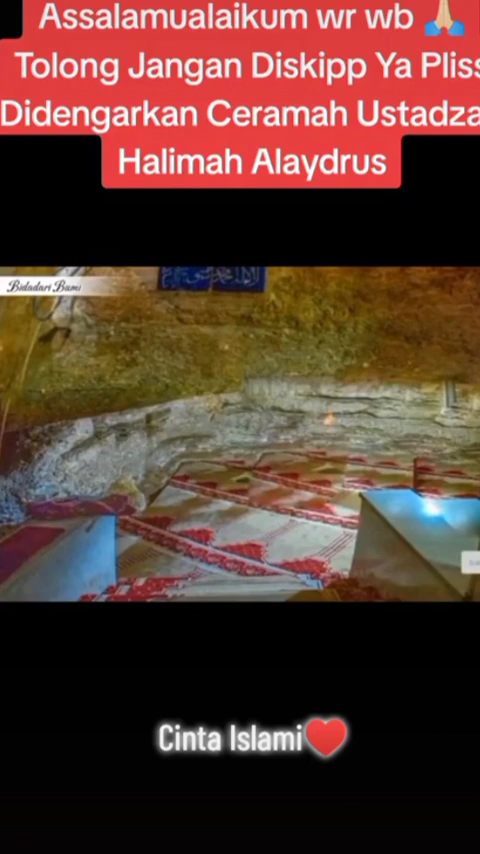 Assalamualaikum wr wb 🙏🏼
Tolong Jangan Diskipp Ya Pliss
Didengarkan Ceramah Ustadza
Halimah Alaydrus
Bidadari Bumi
Cinta Islami❤️